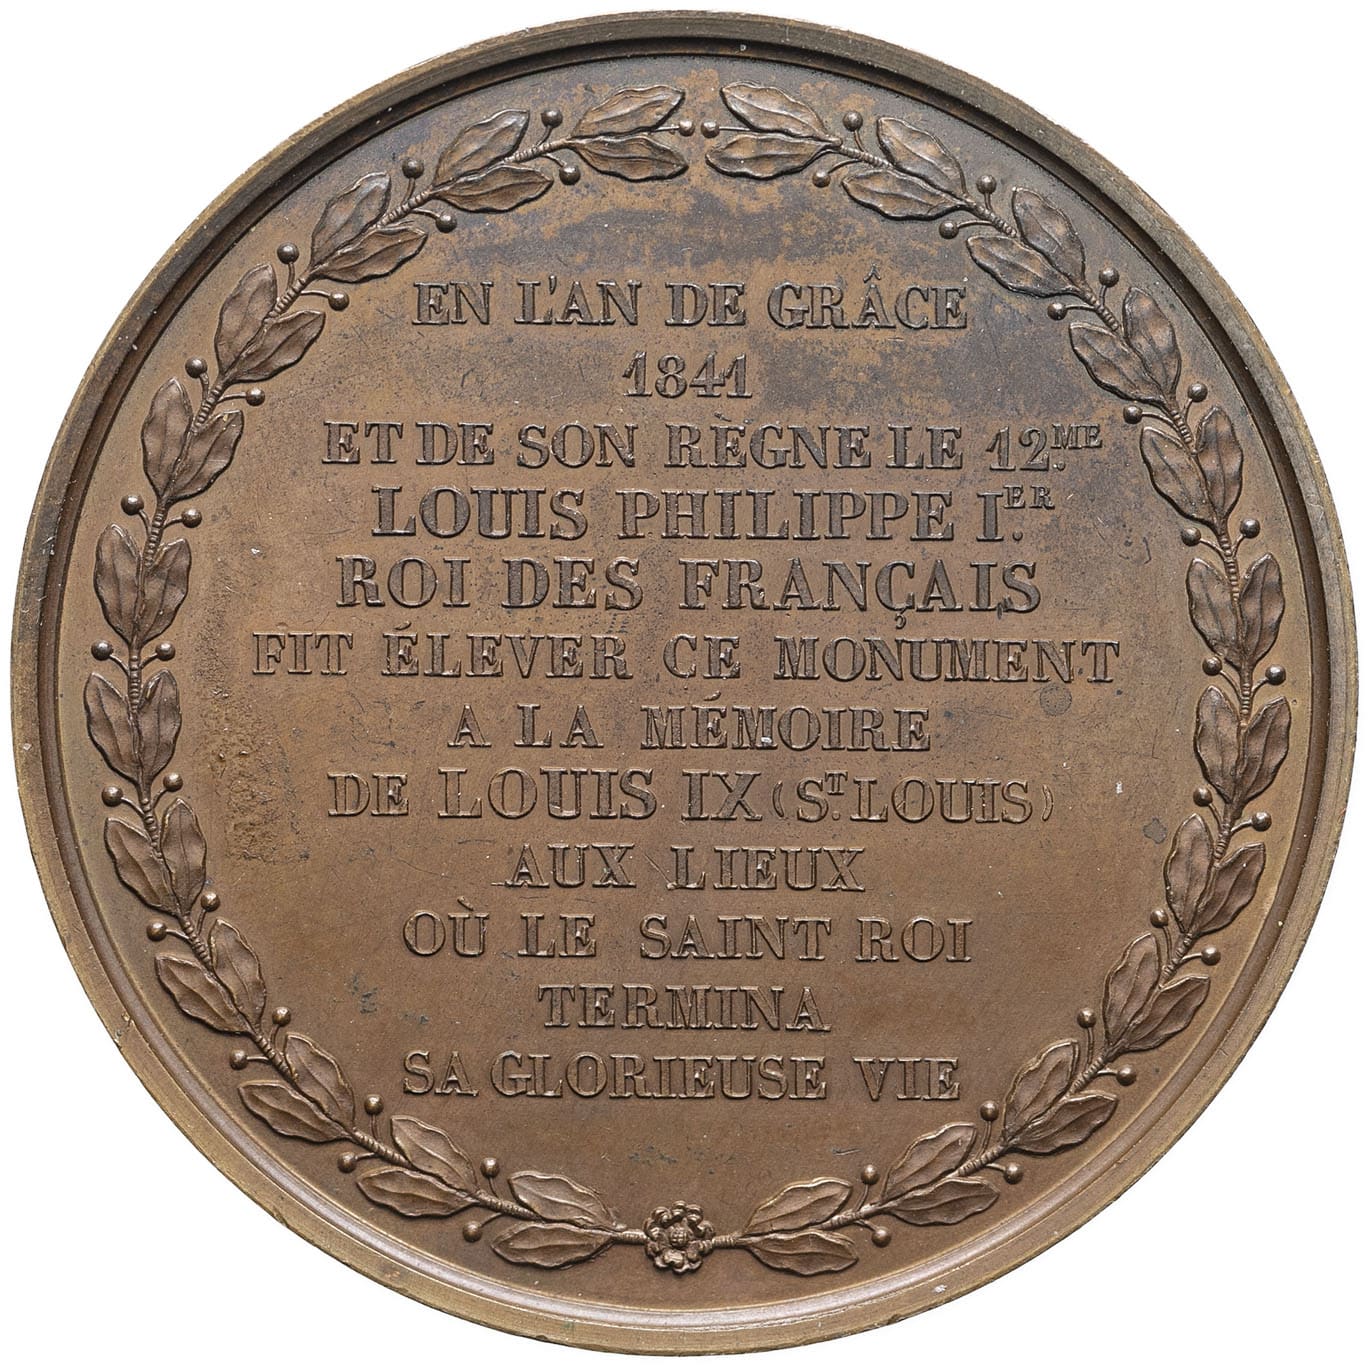 EN L'AN DE GRÂCE
1841
ET DE SON REGNE LE 12.ME
LOUIS PHILIPPE I.ER
ROI DES FRANÇAIS
FIT ÉLEVER CE MONUMENT
A LA MÉMOIRE
DE LOUIS IX (S.T LOUIS)
AUX LIEUX
OÙ LE SAINT ROI
TERMINA
SA GLORIEUSE VIE